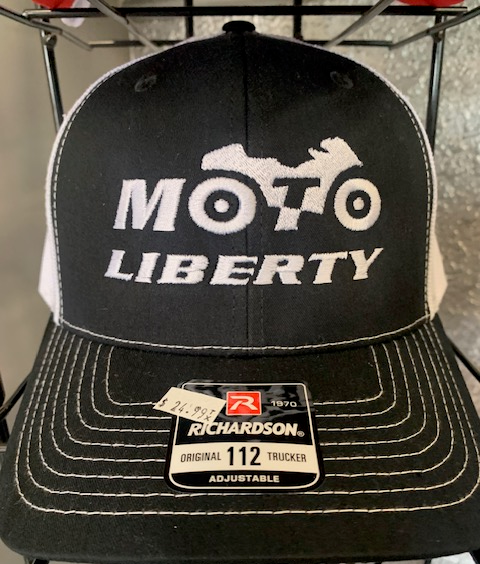 MOTO
LIBERTY
$ 24.99
R 1970
RICHARDSON®
ORIGINAL 112 TRUCKER
ADJUSTABLE